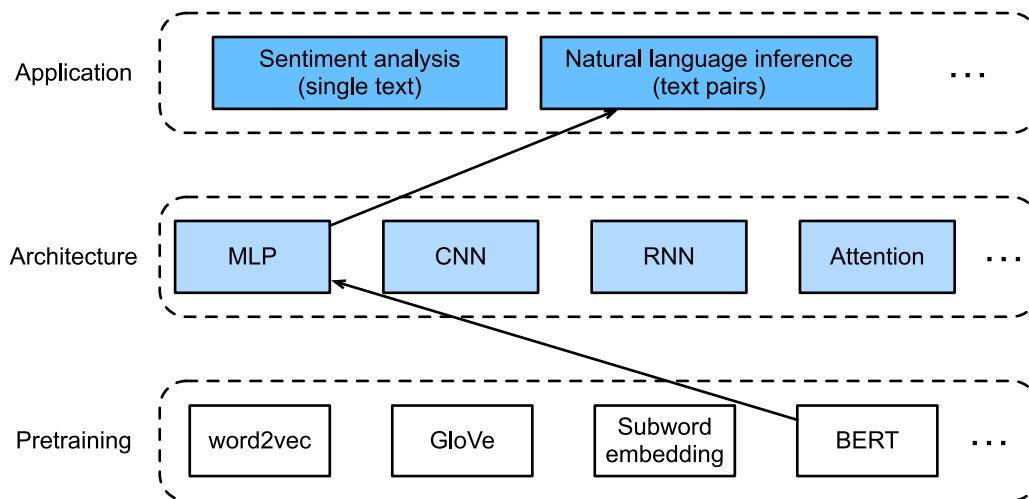 Application
Sentiment analysis
(single text)
Natural language inference
(text pairs)
...
Architecture
MLP
CNN
RNN
Attention
...
Pretraining
word2vec
GloVe
Subword
embedding
BERT
...